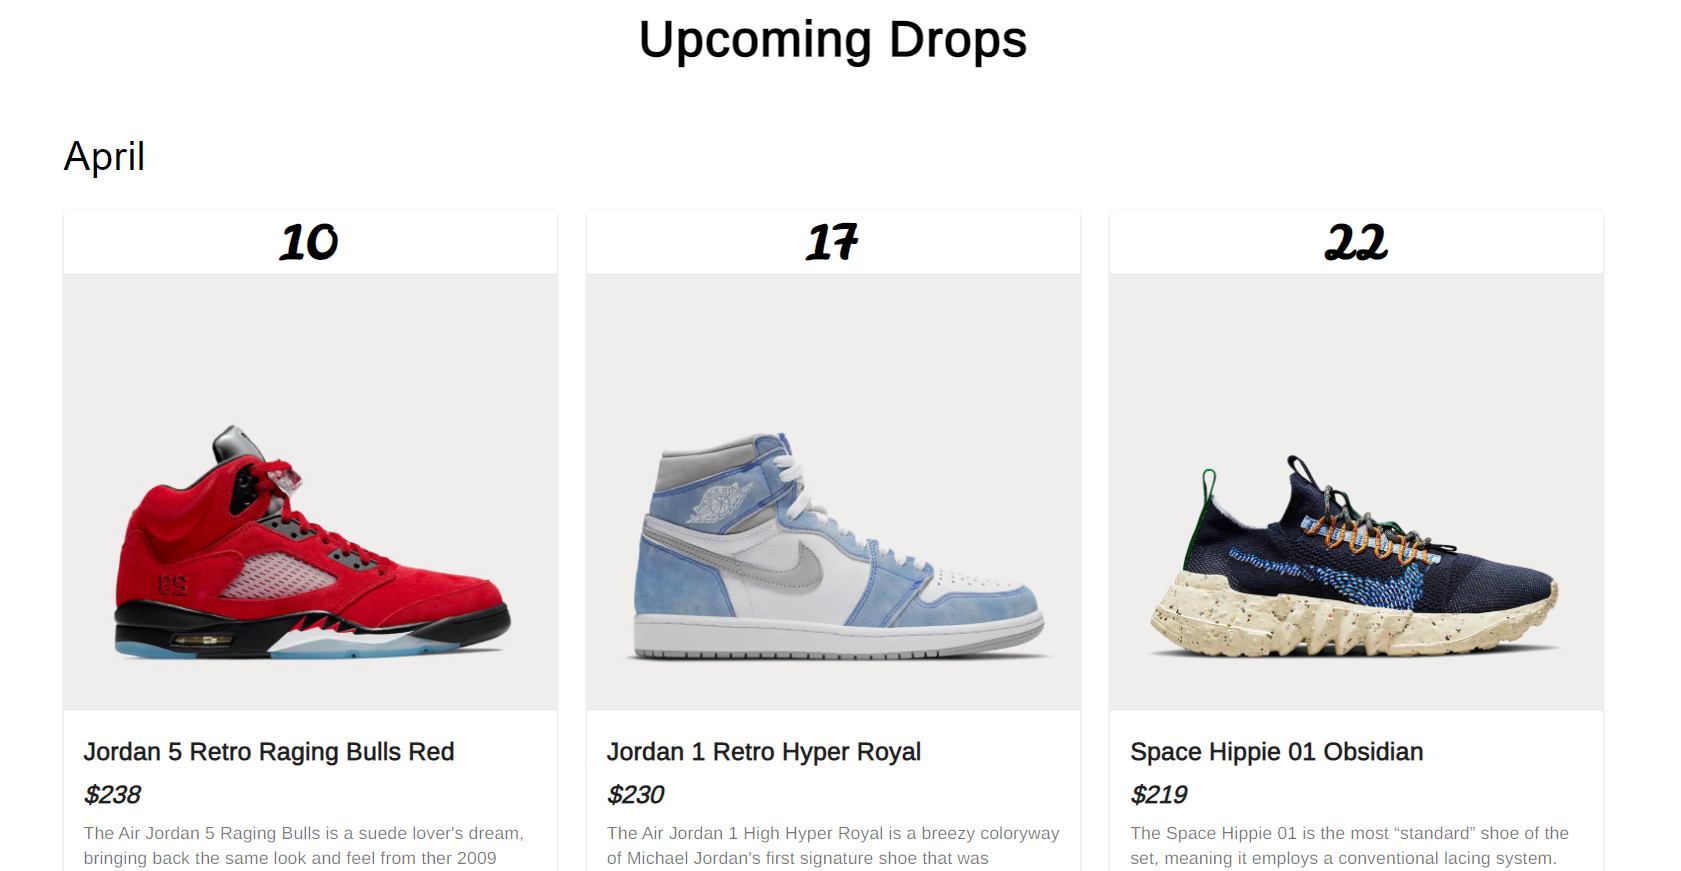 Upcoming Drops
April
10
17
22
23
Jordan 5 Retro Raging Bulls Red
$238
The Air Jordan 5 Raging Bulls is a suede lover's dream,
bringing back the same look and feel from ther 2009
Jordan 1 Retro Hyper Royal
$230
The Air Jordan 1 High Hyper Royal is a breezy coloryway
of Michael Jordan's first signature shoe that was
Space Hippie 01 Obsidian
$219
The Space Hippie 01 is the most “standard” shoe of the
set, meaning it employs a conventional lacing system.